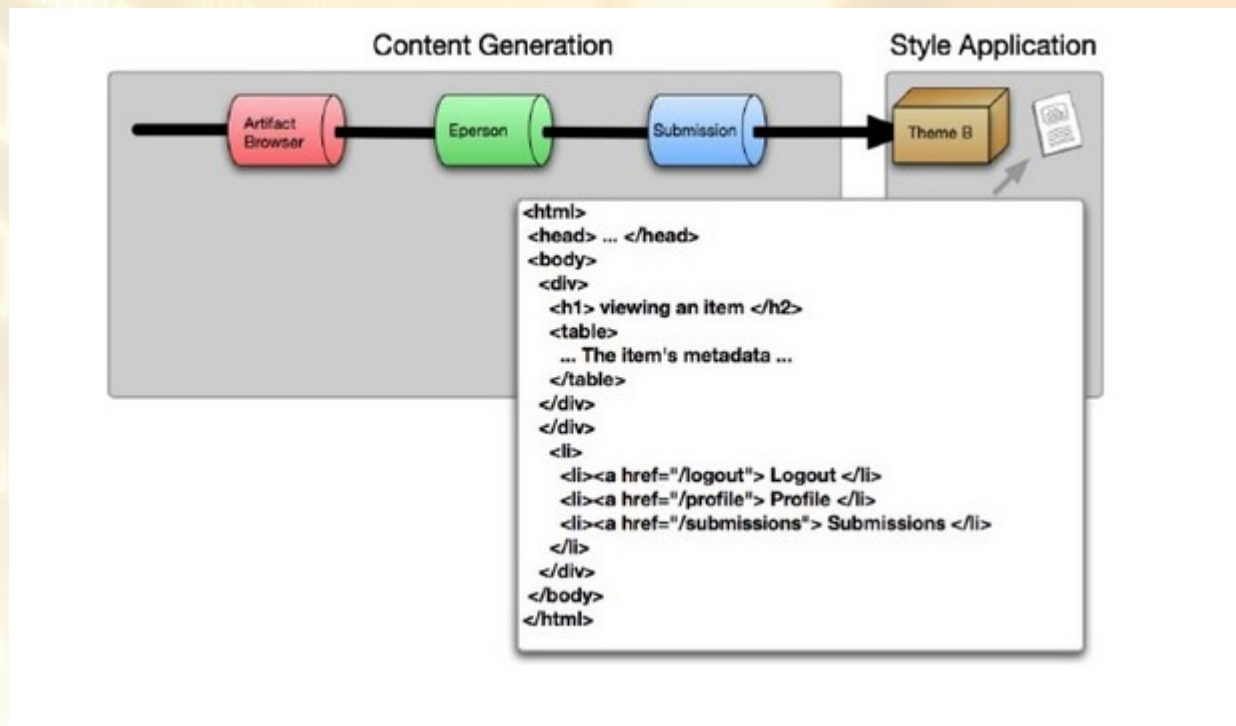 Content Generation
Style Application
Artifact
Browser
Eperson
Submission
Theme B
<html>
<head> ... </head>
<body>
<div>
<h1> viewing an item </h2>
<table>
... The item's metadata ...
</table>
</div>
</div>
<li>
<li><a href="/logout"> Logout </li>
<li><a href="/profile"> Profile </li>
<li><a href="/submissions"> Submissions </li>
</li>
</div>
</body>
</html>